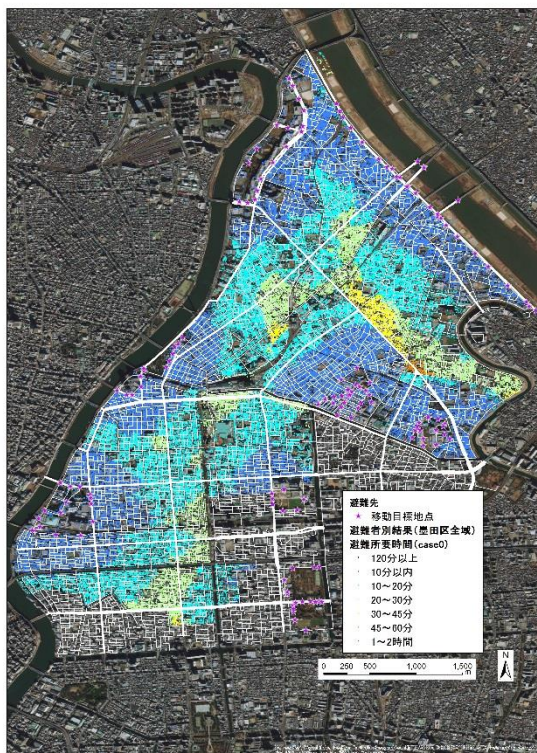 避難先
移動目標地点
避難者別結果(墨田区全域)
避難所要時間(case0)
120分以上
10分以内
10～20分
20～30分
30～45分
45～60分
1～2時間
N
0 250 500 1,000 1,500
m